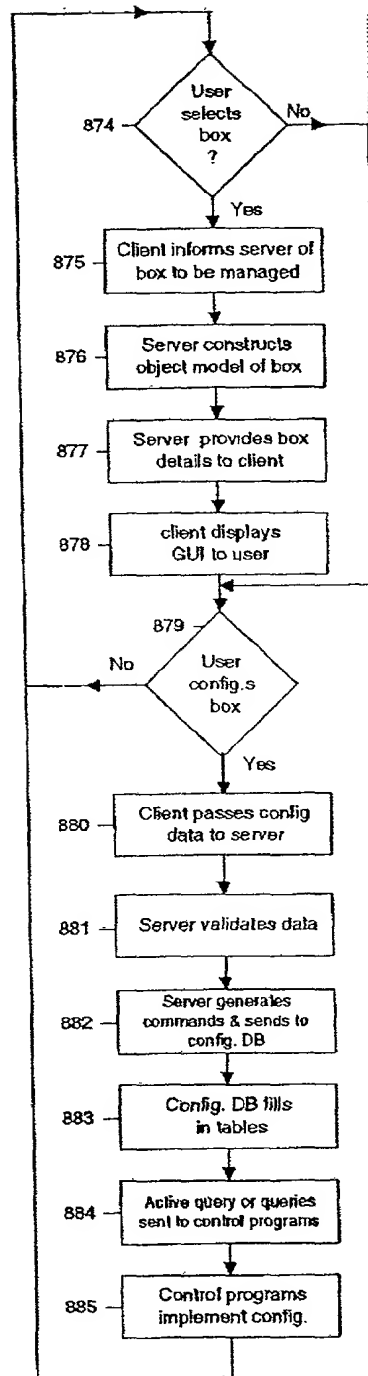 User
selects
box
?
874
No
Yes
875
Client informs server of
box to be managed
876
Server constructs
object model of box
877
Server provides box
details to client
878
client displays
GUI to user
879
No
User
config.s
box
Yes
880
Client passes config
data to server
881
Server validates data
882
Server generates
commands & sends to
config. DB
883
Config. DB fills
in tables
884
Active query or queries
sent to control programs
885
Control programs
implement config.